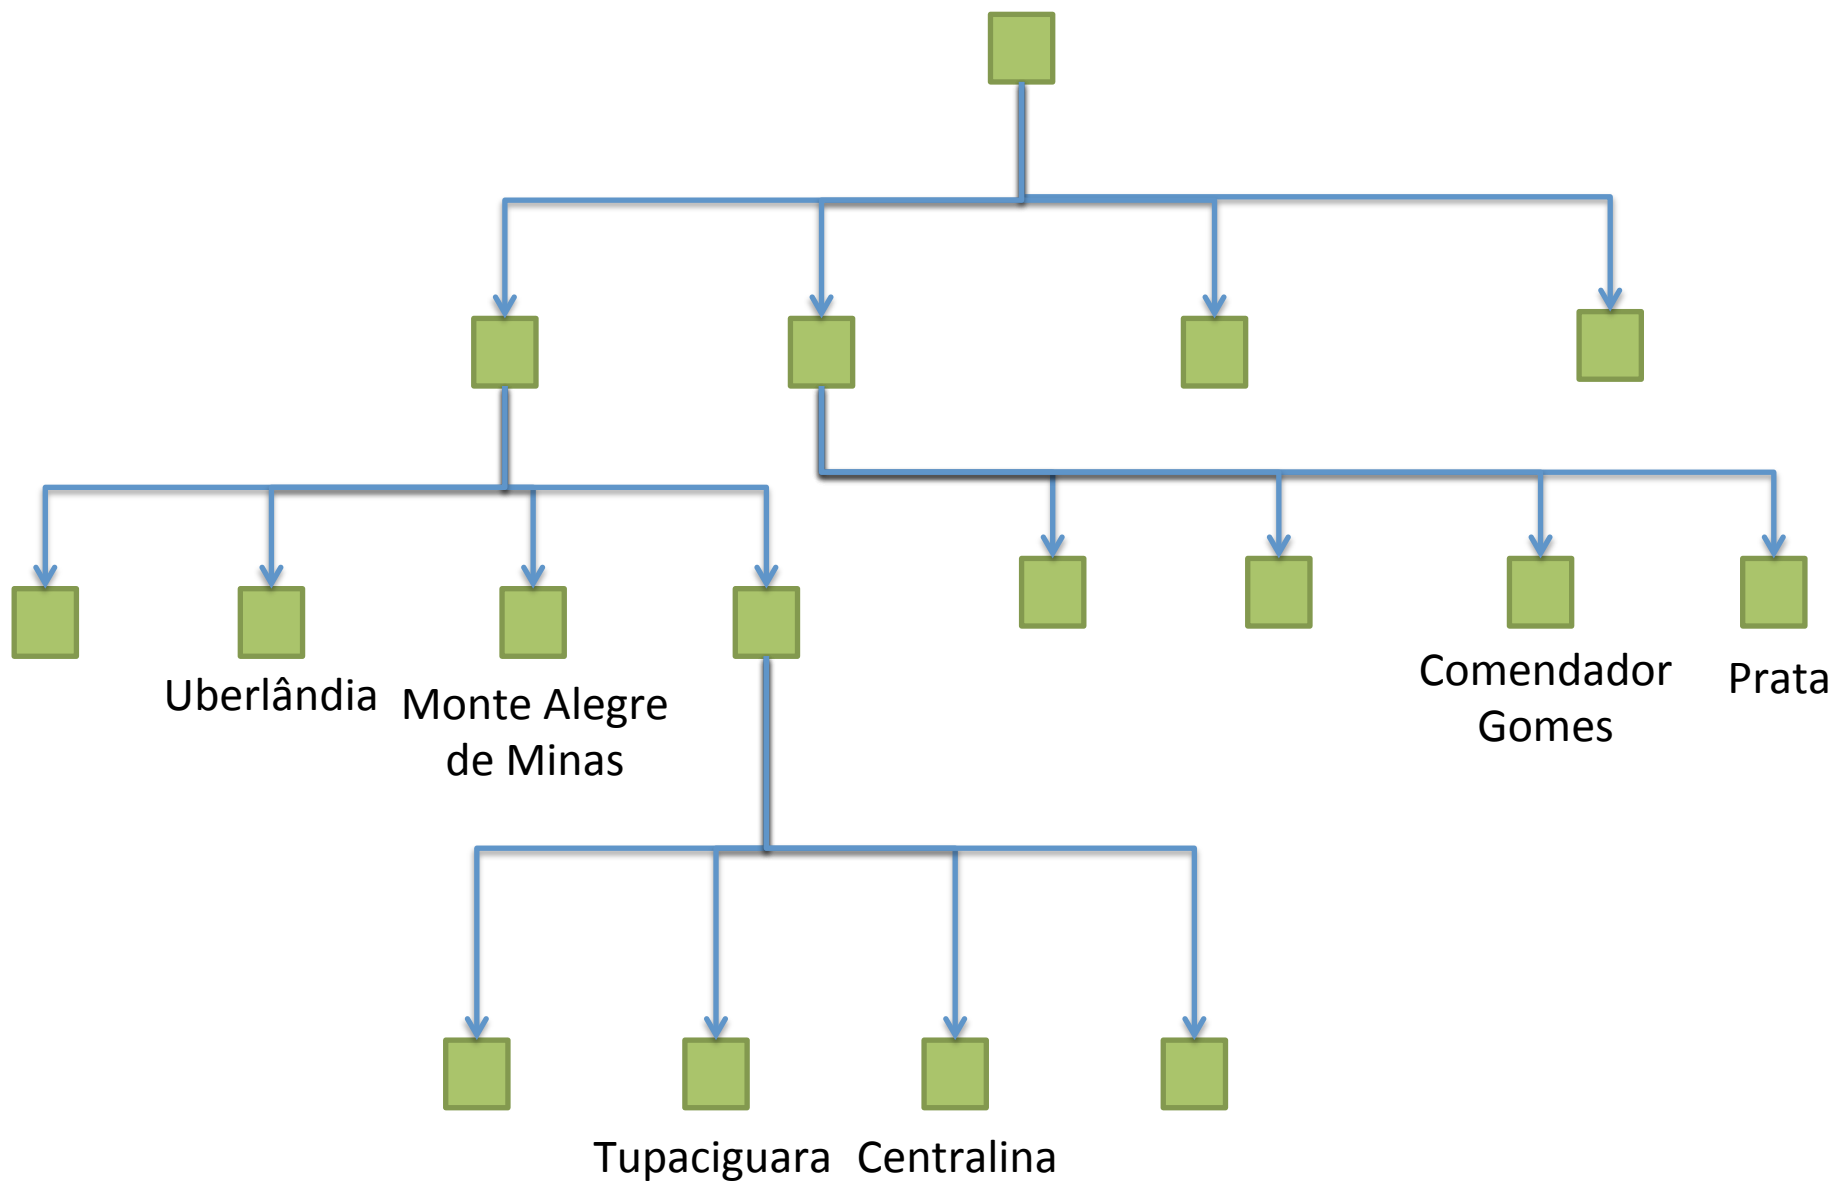 Uberlândia
Monte Alegre
de Minas
Comendador
Gomes
Prata
Tupaciguara
Centralina